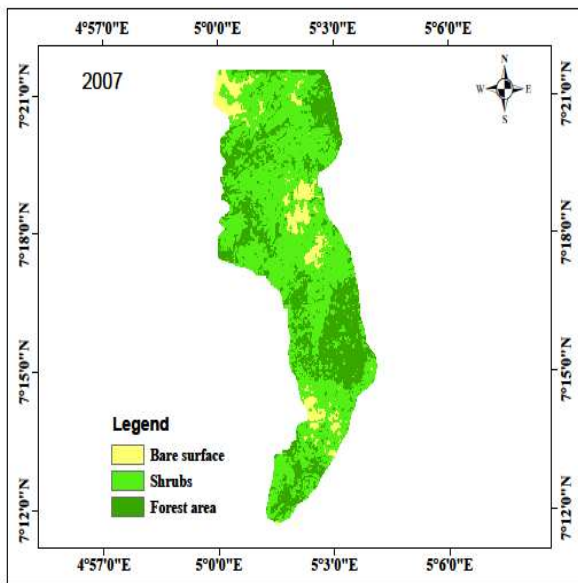 4°57'0"E 5°0'0"E 5°3'0"E 5°6'0"E
2007
N
W E
S
7°21'0"N 7°21'0"N
7°18'0"N 7°18'0"N
7°15'0"N 7°15'0"N
Legend
Bare surface
Shrubs
Forest area
7°12'0"N 7°12'0"N
4°57'0"E 5°0'0"E 5°3'0"E 5°6'0"E